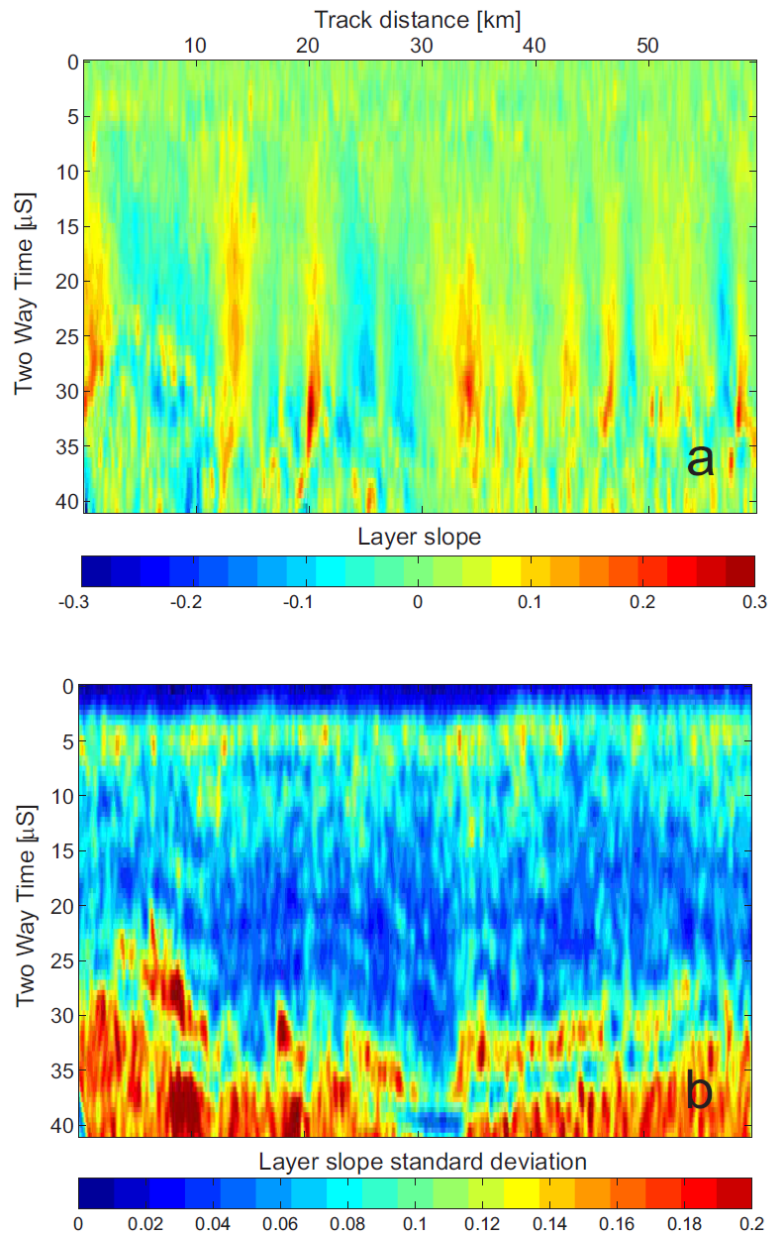 Track distance [km]
10 20 30 40 50
0
5
10
15
20
25
30
35
40
Two Way Time [μS]
a
Layer slope
-0.3 -0.2 -0.1 0 0.1 0.2 0.3
0
5
10
15
20
25
30
35
40
Two Way Time [μS]
b
Layer slope standard deviation
0 0.02 0.04 0.06 0.08 0.1 0.12 0.14 0.16 0.18 0.2